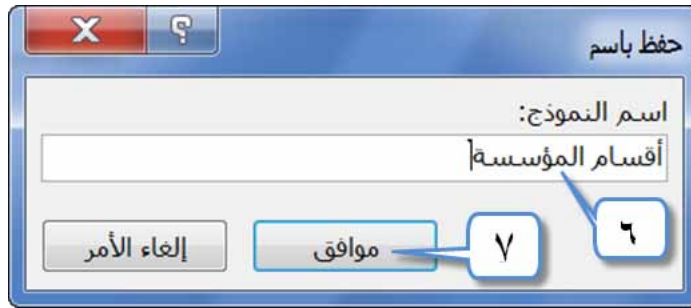 حفظ باسم
اسم النموذج:
أقسام المؤسسة
٦
موافق
٧
إلغاء الأمر